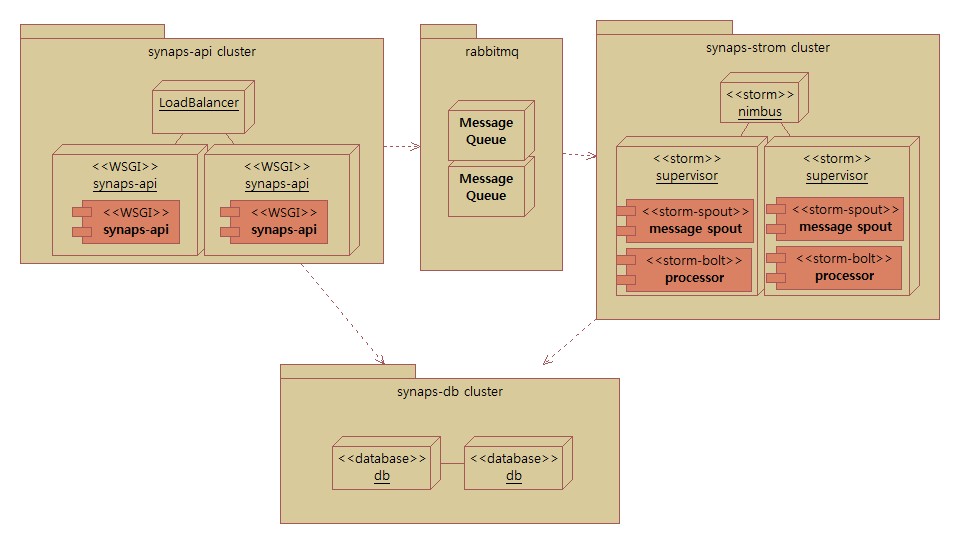 synaps-api cluster
LoadBalancer
<<WSGI>>
synaps-api
<<WSGI>>
synaps-api
<<WSGI>>
synaps-api
<<WSGI>>
synaps-api
rabbitmq
Message
Queue
Message
Queue
synaps-strom cluster
<<storm>>
nimbus
<<storm>>
supervisor
<<storm-spout>>
message spout
<<storm-bolt>>
processor
<<storm>>
supervisor
<<storm-spout>>
message spout
<<storm-bolt>>
processor
synaps-db cluster
<<database>>
db
<<database>>
db